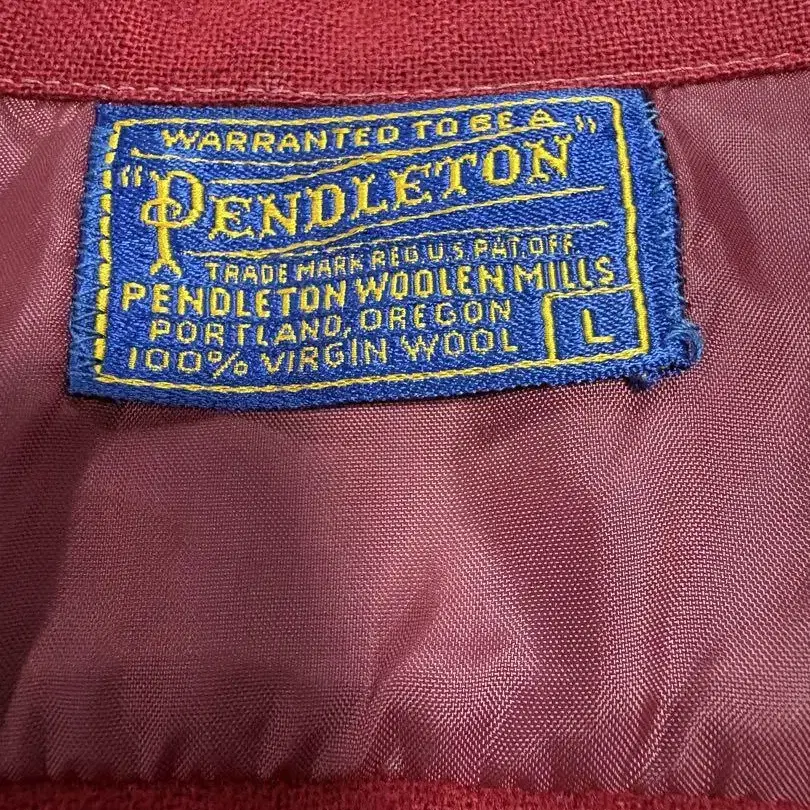 WARRANTED TO BE A
"PENDLETON"
TRADE MARK REG U.S. PAT. OFF.
PENDLETON WOOLEN MILLS
PORTLAND, OREGON
100% VIRGIN WOOL
L